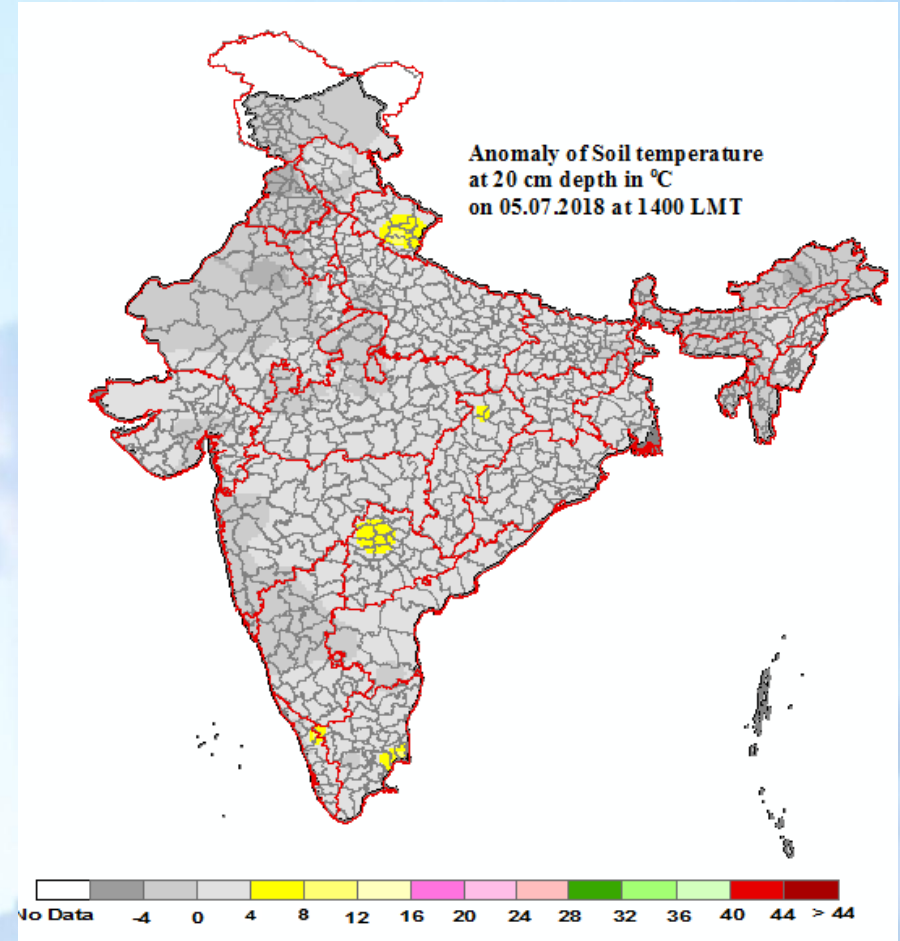 Anomaly of Soil temperature
at 20 cm depth in °C
on 05.07.2018 at 1400 LMT
No Data -4 0 4 8 12 16 20 24 28 32 36 40 44 > 44